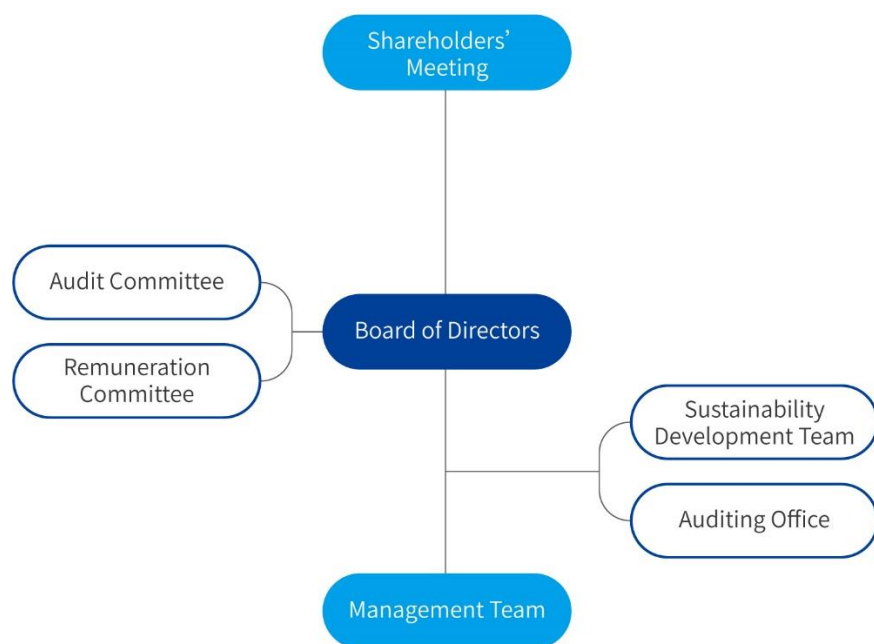 Shareholders’
Meeting
Audit Committee
Board of Directors
Remuneration
Committee
Sustainability
Development Team
Auditing Office
Management Team